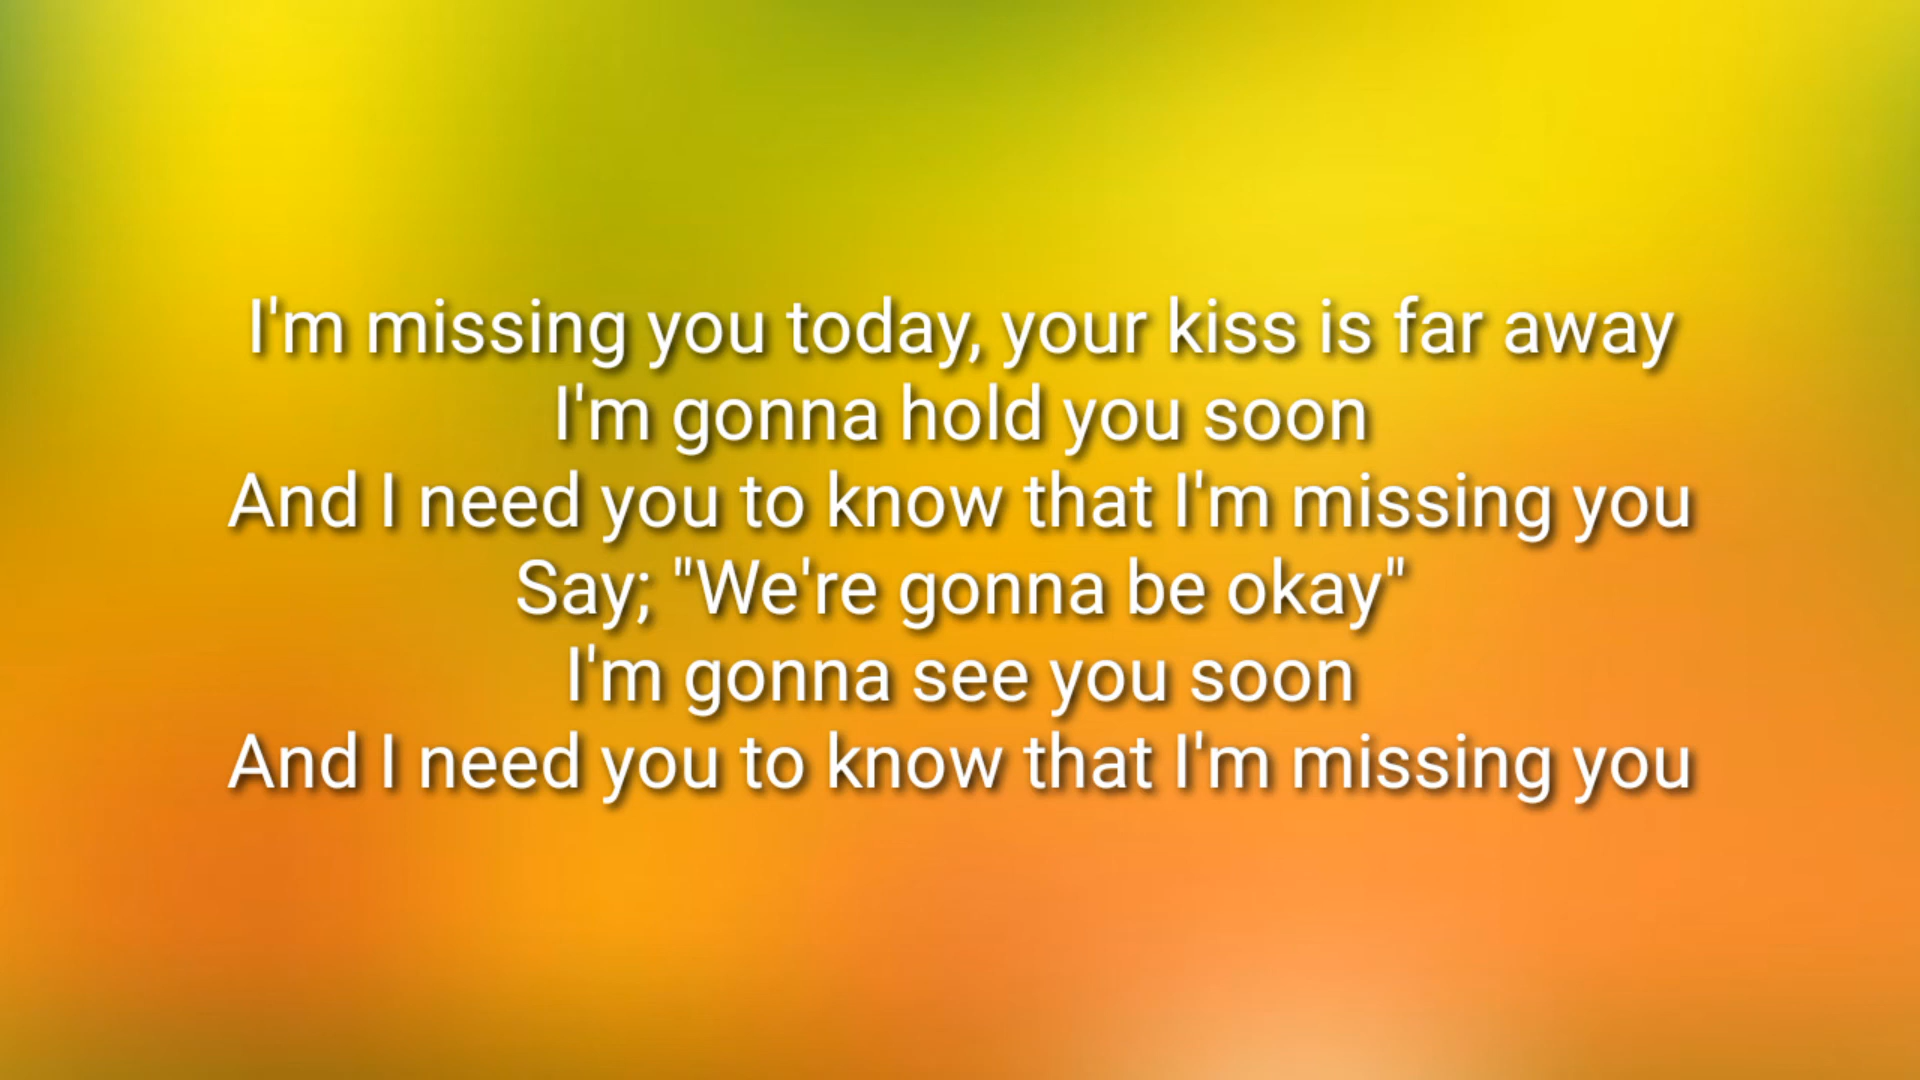 I'm missing you today, your kiss is far away
I'm gonna hold you soon
And I need you to know that I'm missing you
Say; "We're gonna be okay"
I'm gonna see you soon
And I need you to know that I'm missing you